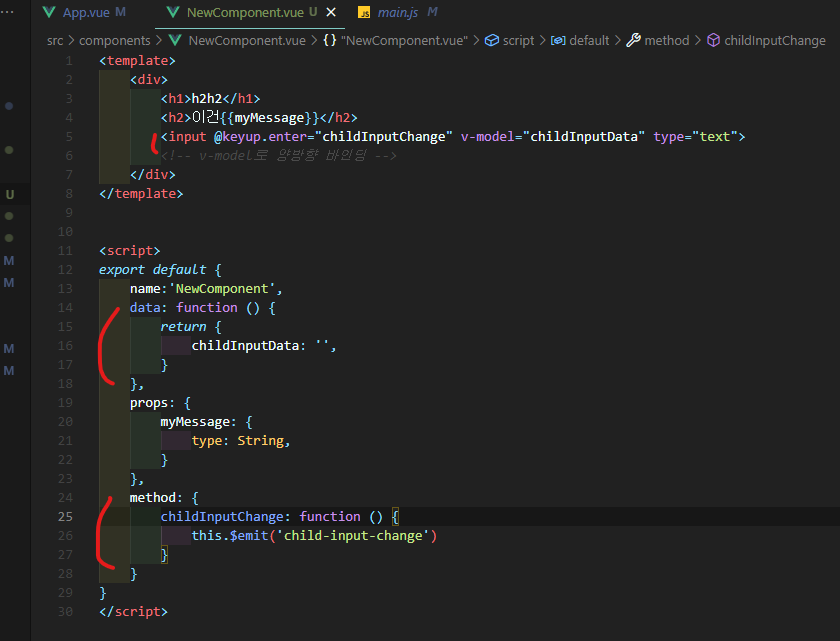 ··· App.vue M NewComponent.vue U × JS main.js M
src > components > NewComponent.vue > {} "NewComponent.vue" > script > default > method > childInputChange
1 <template>
2 <div>
3 <h1>h2h2</h1>
4 <h2>이건{{myMessage}}</h2>
5 <input @keyup.enter="childInputChange" v-model="childInputData" type="text">
6 <!-- v-model로 양방향 바인딩 -->
7 </div>
U 8 </template>
9
10
11 <script>
M 12 export default {
M 13 name:'NewComponent',
14 data: function () {
15 return {
M 16 childInputData: '',
M 17 }
18 },
19 props: {
20 myMessage: {
21 type: String,
22 }
23 },
24 method: {
25 childInputChange: function () {
26 this.$emit('child-input-change')
27 }
28 }
29 }
30 </script>